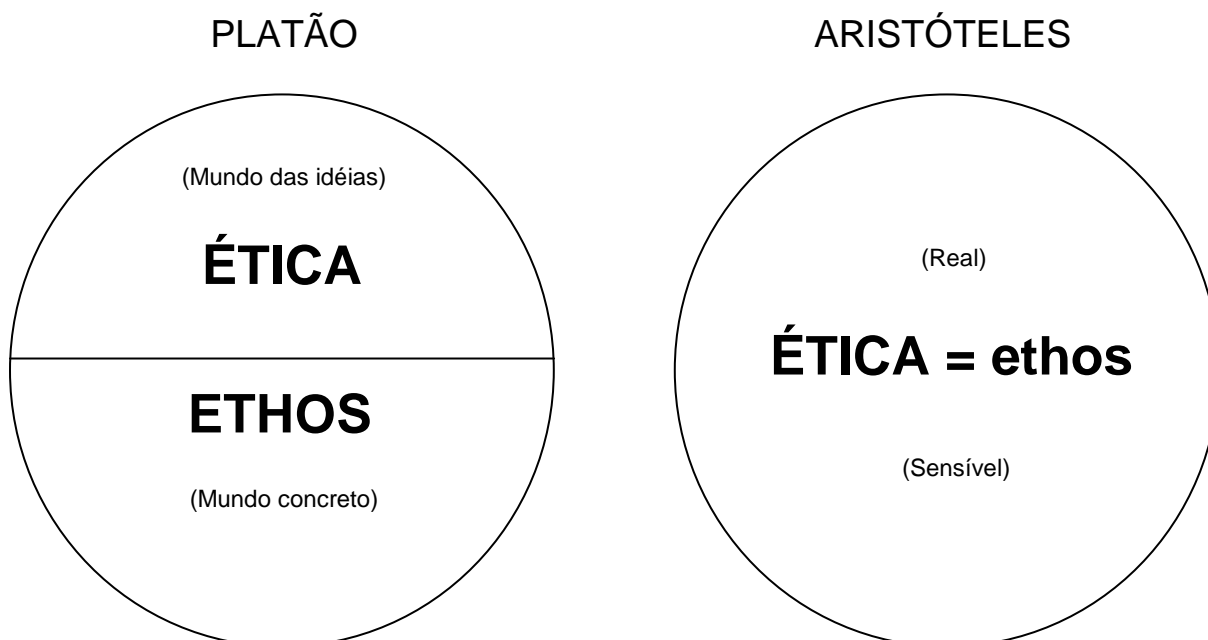 PLATÃO
(Mundo das idéias)
ÉTICA
ETHOS
(Mundo concreto)
ARISTÓTELES
(Real)
ÉTICA = ethos
(Sensível)